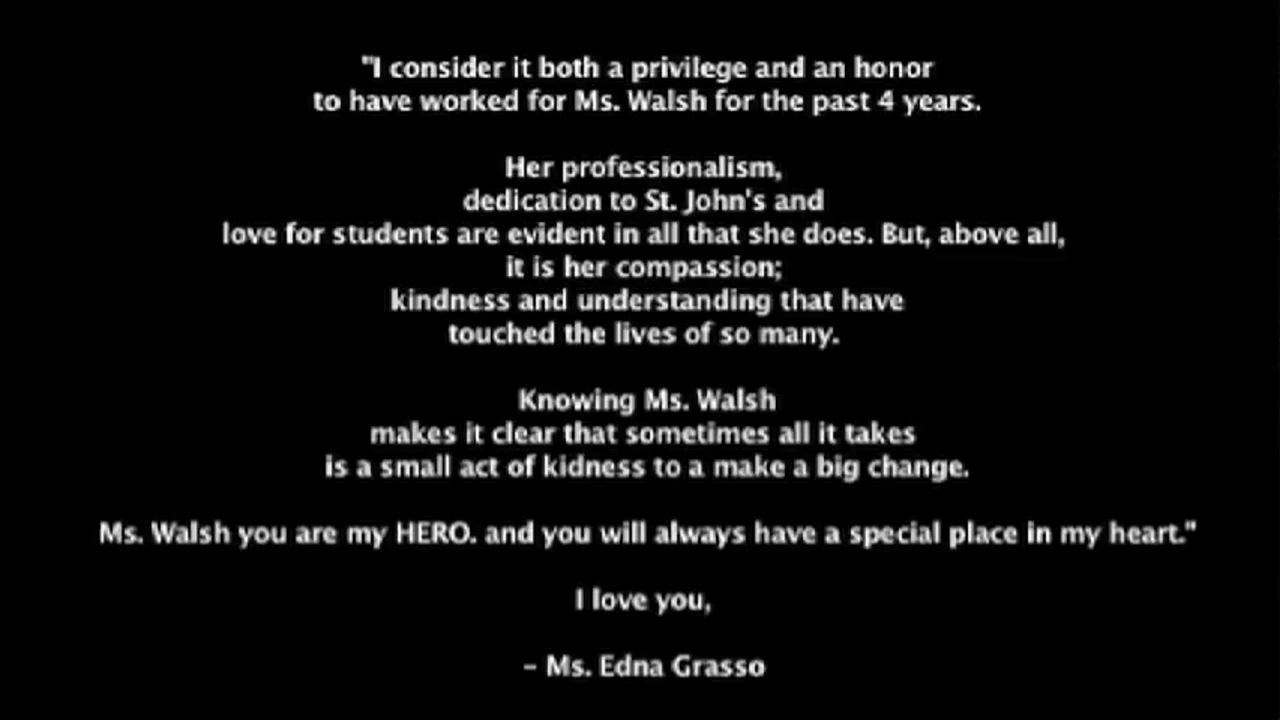 "I consider it both a privilege and an honor
to have worked for Ms. Walsh for the past 4 years.
Her professionalism,
dedication to St. John's and
love for students are evident in all that she does. But, above all,
it is her compassion;
kindness and understanding that have
touched the lives of so many.
Knowing Ms. Walsh
makes it clear that sometimes all it takes
is a small act of kidness to a make a big change.
Ms. Walsh you are my HERO. and you will always have a special place in my heart."
I love you,
– Ms. Edna Grasso